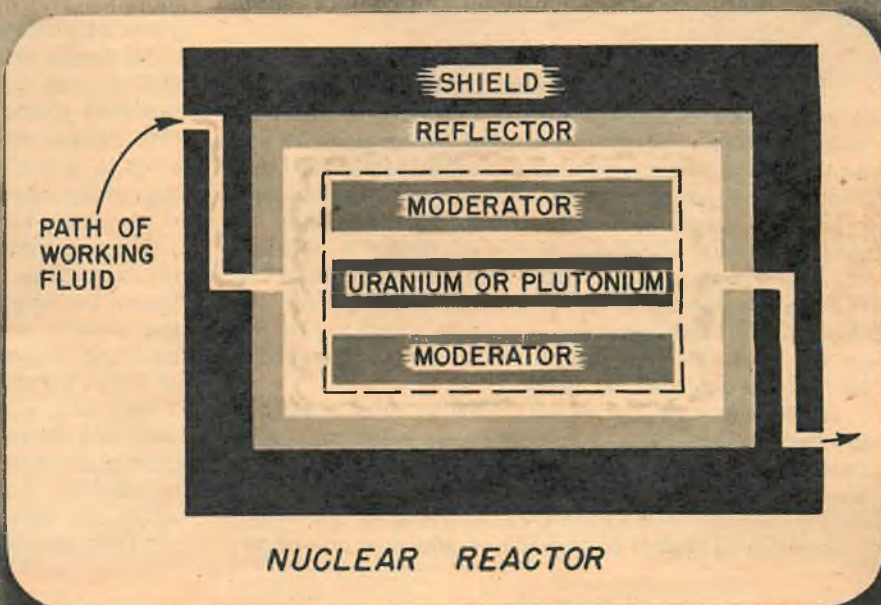 SHIELD
REFLECTOR
MODERATOR
PATH OF
WORKING
FLUID
URANIUM OR PLUTONIUM
MODERATOR
NUCLEAR REACTOR